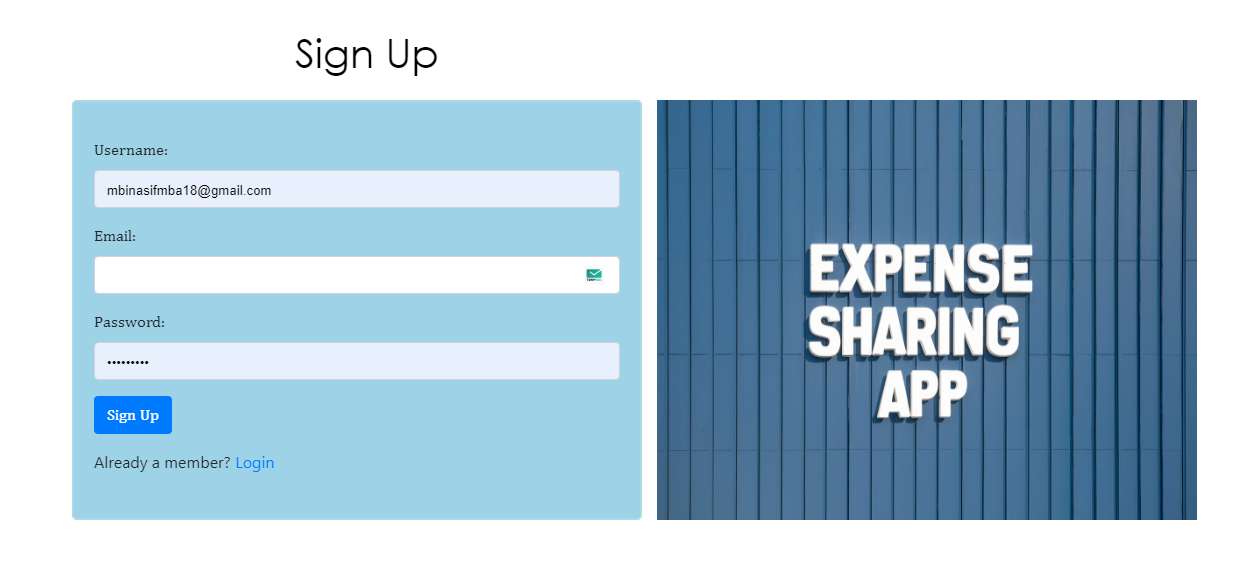 Sign Up
Username:
mbinasifmba18@gmail.com
Email:
Password:
•••••••••
Sign Up
Already a member? Login
EXPENSE
SHARING
APP